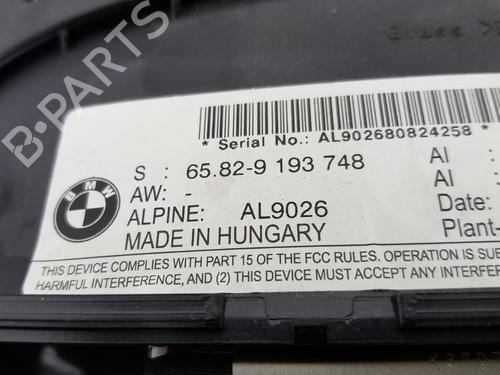 B-PARTS
Glass
* Serial No.: AL902680824258 *
S : 65.82-9 193 748
AI
AW: -
AI
ALPINE: AL9026
Date:
MADE IN HUNGARY
Plant-
THIS DEVICE COMPLIES WITH PART 15 OF THE FCC RULES. OPERATION IS
HARMFUL INTERFERENCE, AND (2) THIS DEVICE MUST ACCEPT ANY
BMW